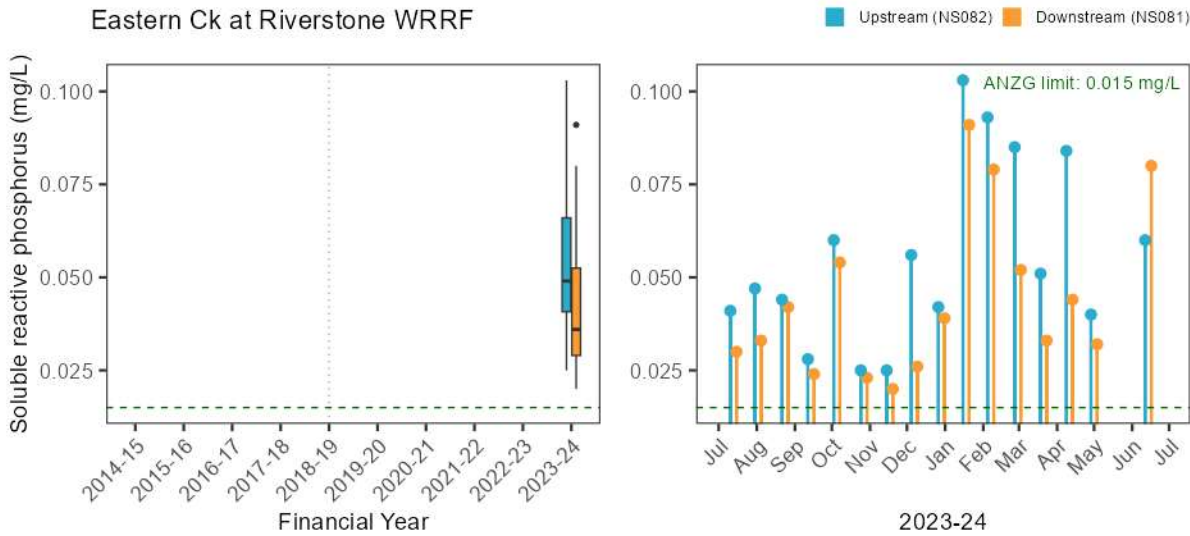 Eastern Ck at Riverstone WRRF
Upstream (NS082) Downstream (NS081)
Soluble reactive phosphorus (mg/L)
0.100
0.075
0.050
0.025
2014-15
2015-16
2016-17
2017-18
2018-19
2019-20
2020-21
2021-22
2022-23
2023-24
Financial Year
ANZG limit: 0.015 mg/L
0.100
0.075
0.050
0.025
Jul
Aug
Sep
Oct
Nov
Dec
Jan
Feb
Mar
Apr
May
Jun
Jul
2023-24